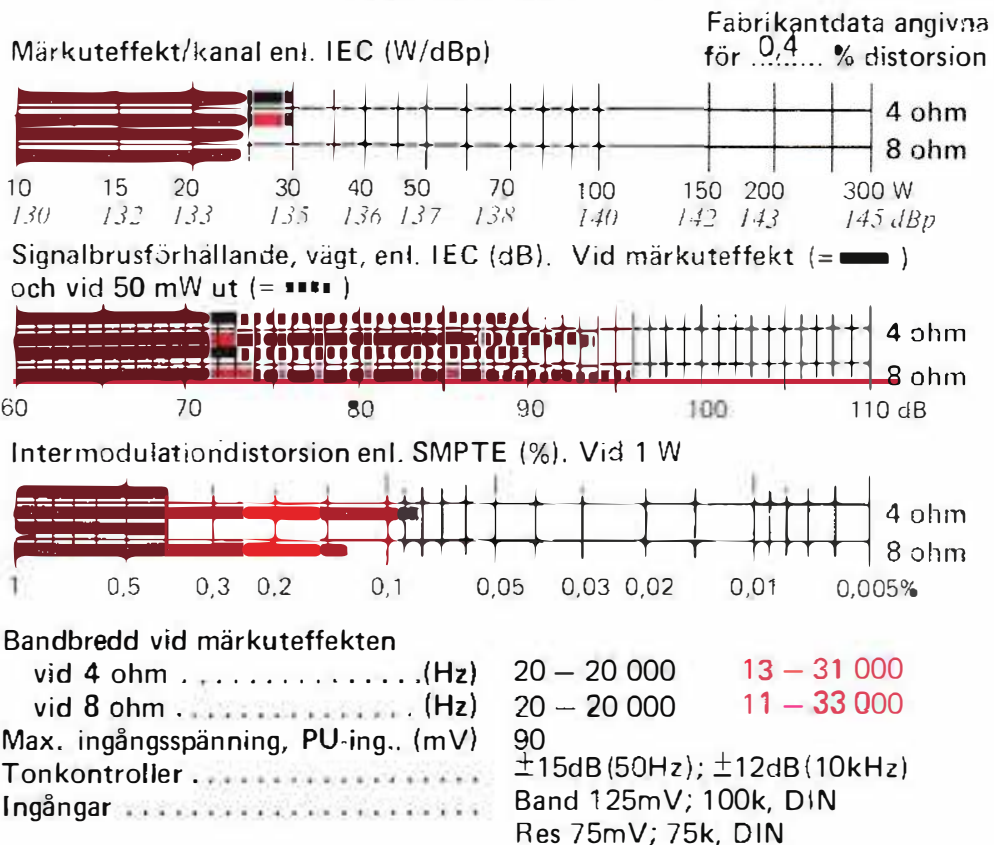 Fabrikantdata angivna
för ..0,4.... % distorsion
Märkuteffekt/kanal enl. IEC (W/dBp)
4 ohm
8 ohm
10 15 20 30 40 50 70 100 150 200 300 W
130 132 133 135 136 137 138 140 142 143 145 dBp
Signalbrusförhållande, vägt, enl. IEC (dB). Vid märkuteffekt (= )
och vid 50 mW ut (= )
4 ohm
8 ohm
60 70 80 90 100 110 dB
Intermodulationdistorsion enl. SMPTE (%). Vid 1 W
4 ohm
8 ohm
1 0,5 0,3 0,2 0,1 0,05 0,03 0,02 0,01 0,005%
Bandbredd vid märkuteffekten
vid 4 ohm ...............(Hz) 20 – 20 000 13 – 31 000
vid 8 ohm ............... (Hz) 20 – 20 000 11 – 33 000
Max. ingångsspänning, PU-ing.. (mV) 90
Tonkontroller .................... ±15dB(50Hz); ±12dB(10kHz)
Ingångar ........................ Band 125mV; 100k, DIN
Res 75mV; 75k, DIN